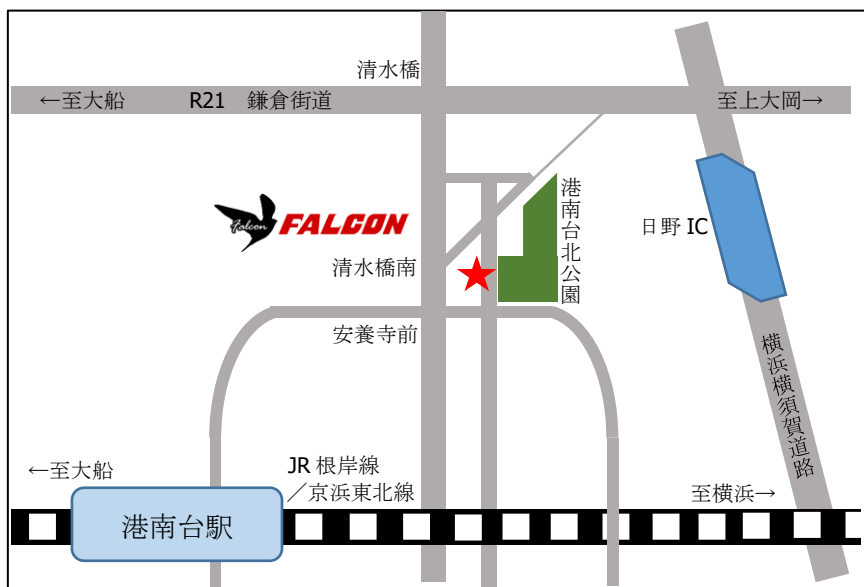 清水橋
←至大船
R21 鎌倉街道
至上大岡→
Falcon
FALCON
港南台北公園
日野 IC
清水橋南
安養寺前
横浜横須賀道路
←至大船
JR 根岸線
／京浜東北線
至横浜→
港南台駅